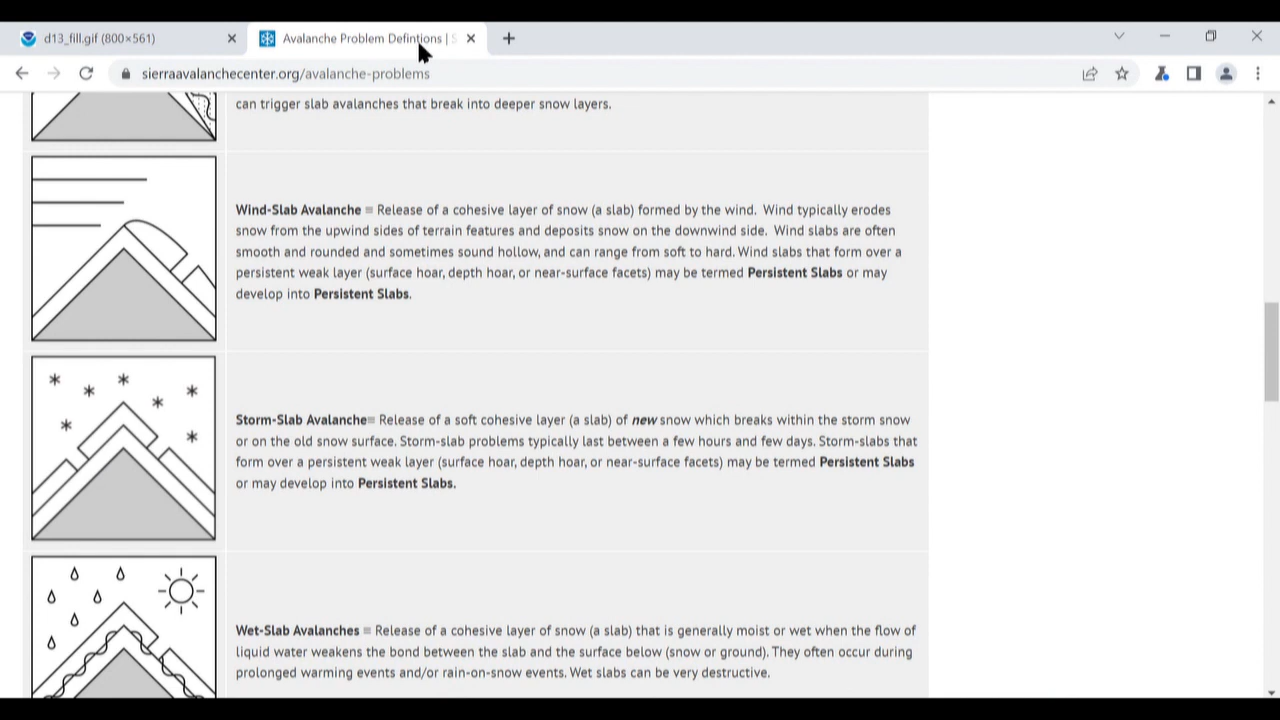 d13_fill.gif (800×561)
Avalanche Problem Defintions | S
sierraavalanchecenter.org/avalanche-problems
can trigger slab avalanches that break into deeper snow layers.
Wind-Slab Avalanche = Release of a cohesive layer of snow (a slab) formed by the wind. Wind typically erodes
snow from the upwind sides of terrain features and deposits snow on the downwind side. Wind slabs are often
smooth and rounded and sometimes sound hollow, and can range from soft to hard. Wind slabs that form over a
persistent weak layer (surface hoar, depth hoar, or near-surface facets) may be termed Persistent Slabs or may
develop into Persistent Slabs.
Storm-Slab Avalanche= Release of a soft cohesive layer (a slab) of new snow which breaks within the storm snow
or on the old snow surface. Storm-slab problems typically last between a few hours and few days. Storm-slabs that
form over a persistent weak layer (surface hoar, depth hoar, or near-surface facets) may be termed Persistent Slabs
or may develop into Persistent Slabs.
Wet-Slab Avalanches = Release of a cohesive layer of snow (a slab) that is generally moist or wet when the flow of
liquid water weakens the bond between the slab and the surface below (snow or ground). They often occur during
prolonged warming events and/or rain-on-snow events. Wet slabs can be very destructive.